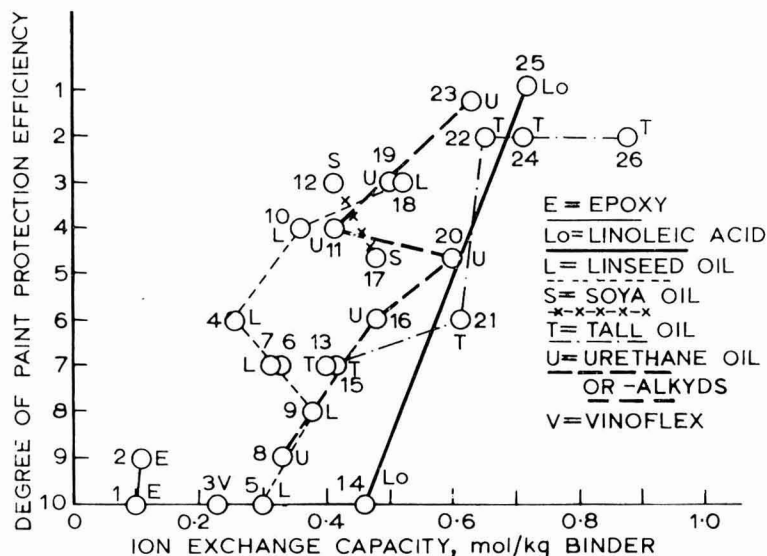 DEGREE OF PAINT PROTECTION EFFICIENCY
1
2
3
4
5
6
7
8
9
10
0
0·2
0·4
0·6
0·8
1·0
ION EXCHANGE CAPACITY, mol/kg BINDER
25 Lo
23 U
22 T
T
24
T
26
S
12
19
U L
18
10
L
U 11
20
U
17 S
4 L
U 16
21
T
7 6
L
13
T T
15
9 L
8 U
2 E
1 E
3V
5 L
14 Lo
E = EPOXY
Lo= LINOLEIC ACID
L = LINSEED OIL
S = SOYA OIL
x-x-x-x-x
T = TALL OIL
U = URETHANE OIL
OR -ALKYDS
V = VINOFLEX